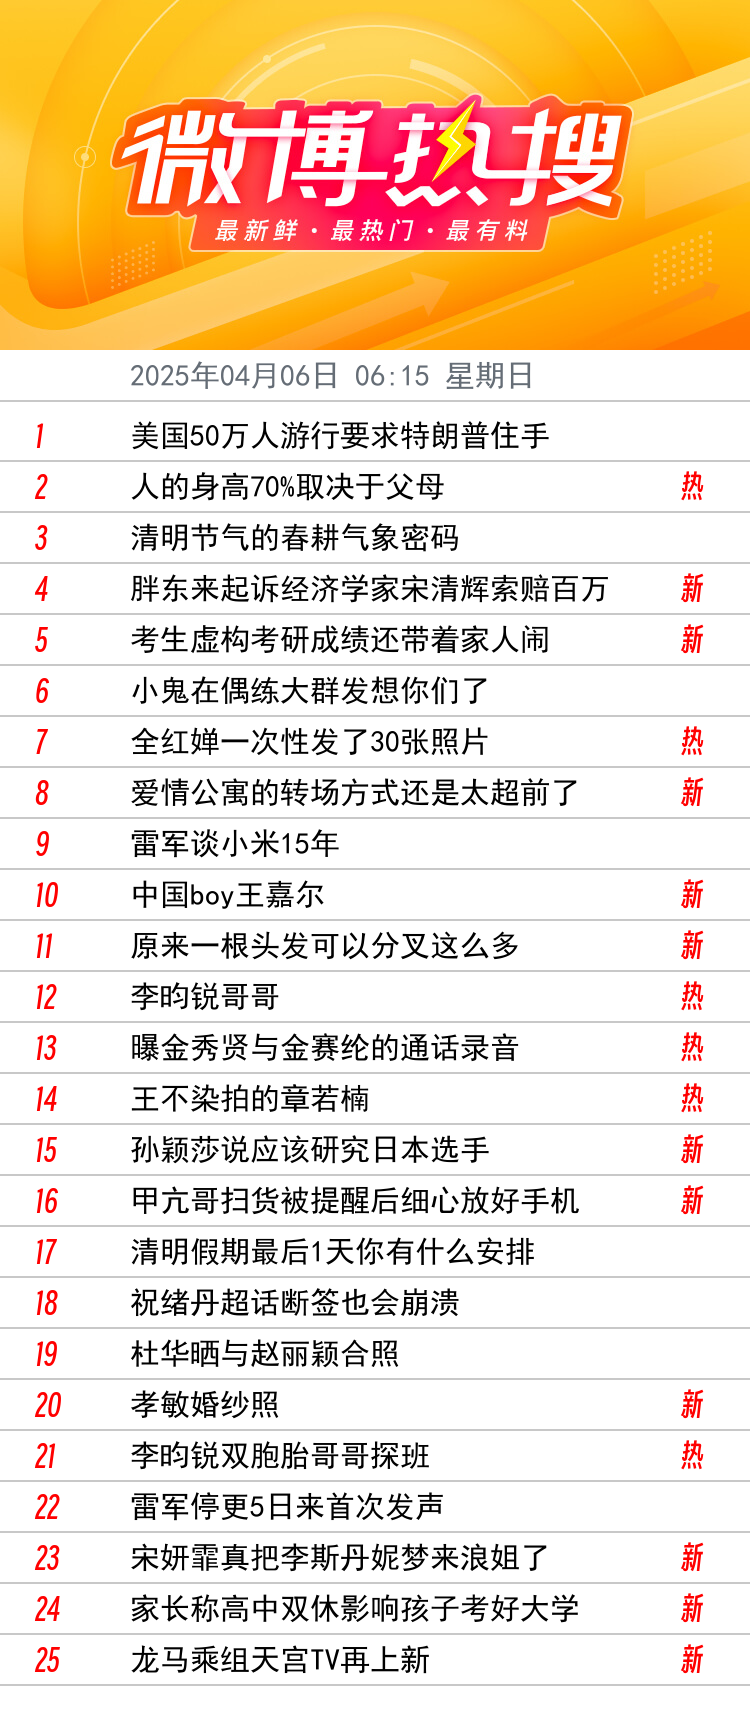 微博热搜
最新鲜·最热门·最有料
2025年04月06日 06:15 星期日
1 美国50万人游行要求特朗普住手
2 人的身高70%取决于父母 热
3 清明节气的春耕气象密码
4 胖东来起诉经济学家宋清辉索赔百万 新
5 考生虚构考研成绩还带着家人闹 新
6 小鬼在偶练大群发想你们了
7 全红婵一次性发了30张照片 热
8 爱情公寓的转场方式还是太超前了 新
9 雷军谈小米15年
10 中国boy王嘉尔 新
11 原来一根头发可以分叉这么多 新
12 李昀锐哥哥 热
13 曝金秀贤与金赛纶的通话录音 热
14 王不染拍的章若楠 热
15 孙颖莎说应该研究日本选手 新
16 甲亢哥扫货被提醒后细心放好手机 新
17 清明假期最后1天你有什么安排
18 祝绪丹超话断签也会崩溃
19 杜华晒与赵丽颖合照
20 孝敏婚纱照 新
21 李昀锐双胞胎哥哥探班 热
22 雷军停更5日来首次发声
23 宋妍霏真把李斯丹妮梦来浪姐了 新
24 家长称高中双休影响孩子考好大学 新
25 龙马乘组天宫TV再上新 新